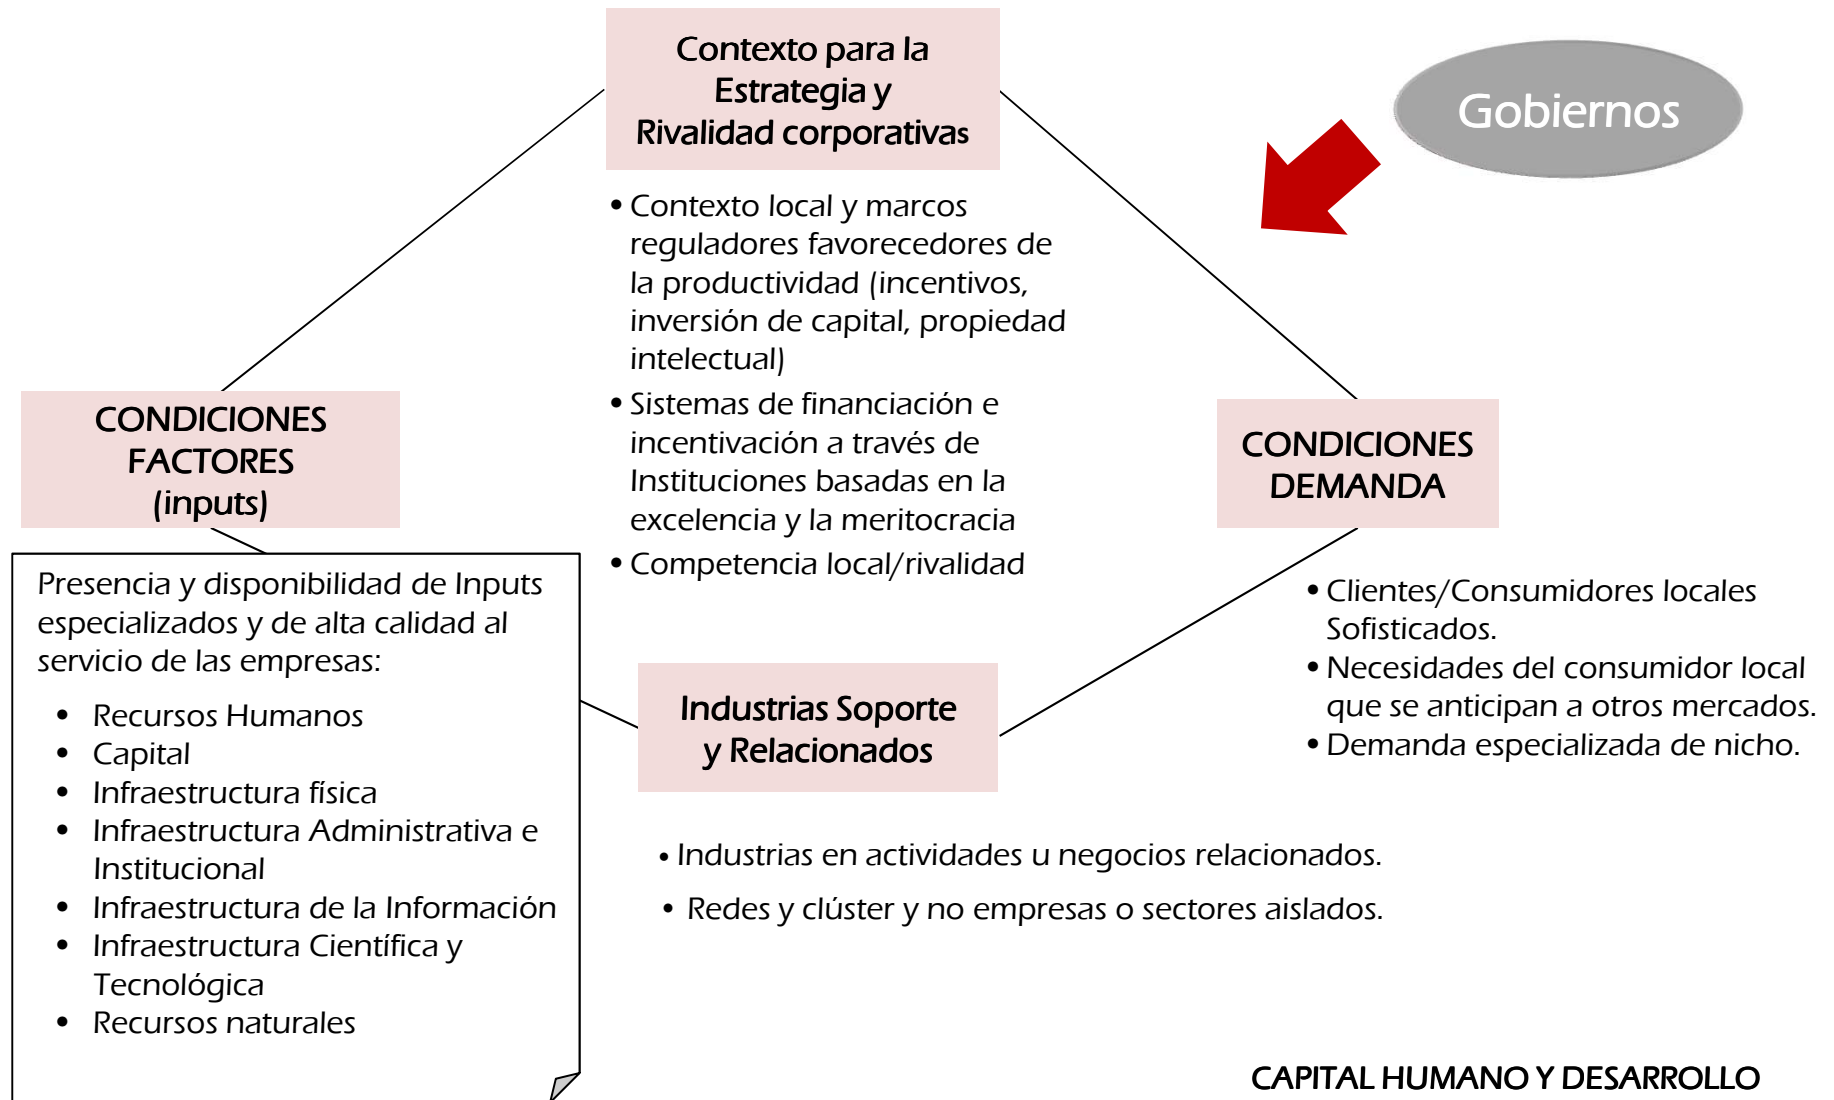 Contexto para la
Estrategia y
Rivalidad corporativas
Gobiernos
• Contexto local y marcos
reguladores favorecedores de
la productividad (incentivos,
inversión de capital, propiedad
intelectual)
• Sistemas de financiación e
incentivación a través de
Instituciones basadas en la
excelencia y la meritocracia
• Competencia local/rivalidad
CONDICIONES
FACTORES
(inputs)
CONDICIONES
DEMANDA
Presencia y disponibilidad de Inputs
especializados y de alta calidad al
servicio de las empresas:
• Recursos Humanos
• Capital
• Infraestructura física
• Infraestructura Administrativa e
Institucional
• Infraestructura de la Información
• Infraestructura Científica y
Tecnológica
• Recursos naturales
• Clientes/Consumidores locales
Sofisticados.
• Necesidades del consumidor local
que se anticipan a otros mercados.
• Demanda especializada de nicho.
Industrias Soporte
y Relacionados
• Industrias en actividades u negocios relacionados.
• Redes y clúster y no empresas o sectores aislados.
CAPITAL HUMANO Y DESARROLLO